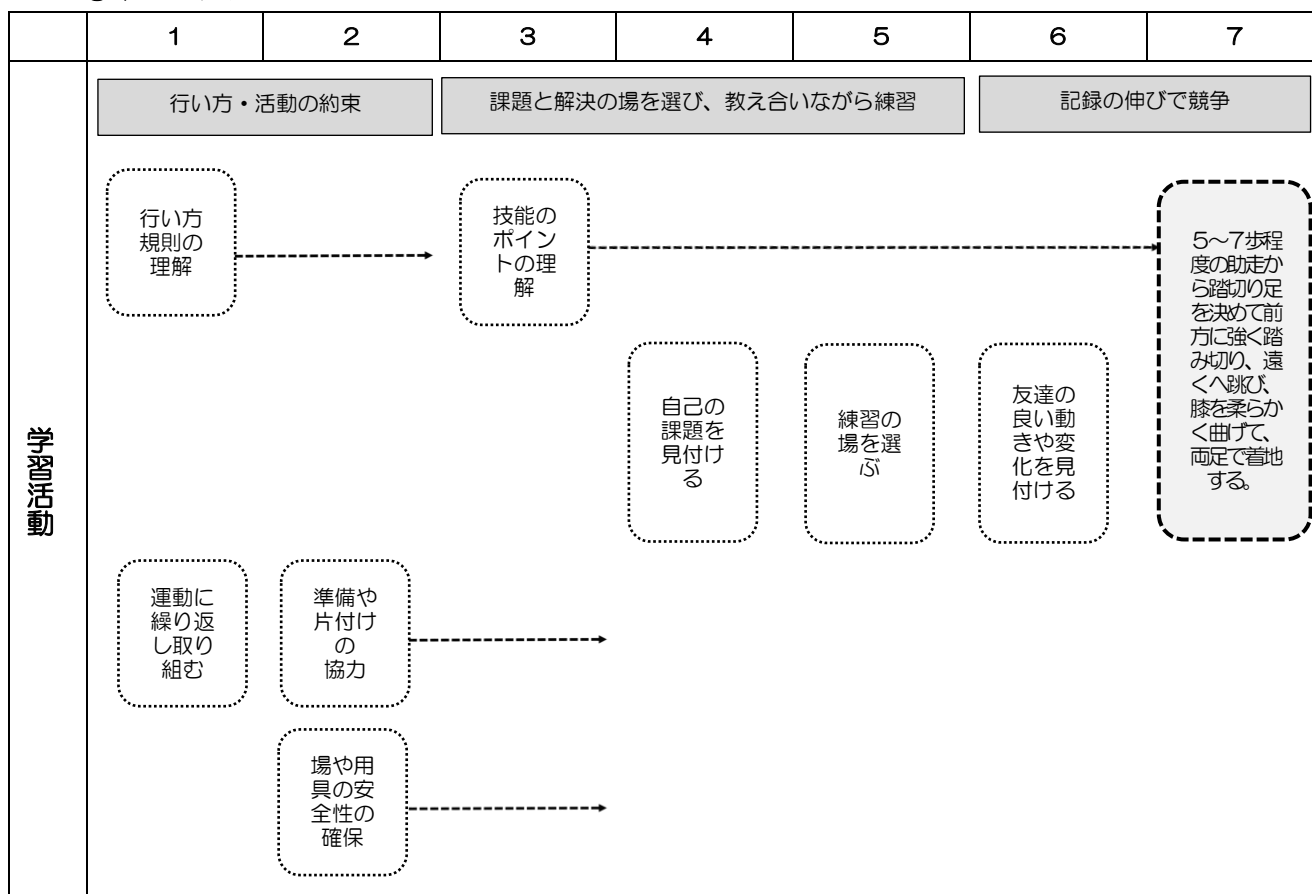 1
2
3
4
5
6
7
行い方・活動の約束
課題と解決の場を選び、教え合いながら練習
記録の伸びで競争
学習活動
行い方
規則の
理解
技能の
ポイン
トの理
解
5~7歩程
度の助走か
ら踏切り足
を決めて前
方に強く踏
み切り、遠
くへ跳び、
膝を柔らか
く曲げて、
両足で着地
する。
自己の
課題を
見付け
る
練習の
場を選
ぶ
友達の
良い動
きや変
化を見
付ける
運動に
繰り返
し取り
組む
準備や
片付け
の
協力
場や用
具の安
全性の
確保